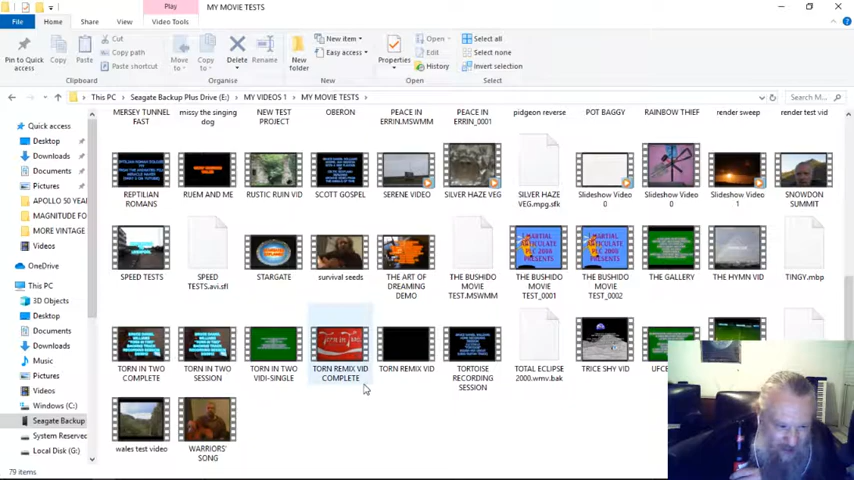 Play
MY MOVIE TESTS
File
Home
Share
View
Video Tools
Pin to Quick access
Copy
Paste
Cut
Copy path
Paste shortcut
Clipboard
Move to
Copy to
Delete
Rename
Organise
New folder
New item
Easy access
New
Properties
Open
Edit
History
Open
Select all
Select none
Invert selection
Select
This PC
Seagate Backup Plus Drive (E:)
MY VIDEOS 1
MY MOVIE TESTS
Search M...
Quick access
Desktop
Downloads
Documents
Pictures
APOLLO 50 YEA
MAGNITUDE FO
MORE VINTAGE
Videos
OneDrive
This PC
3D Objects
Desktop
Documents
Downloads
Music
Pictures
Videos
Windows (C:)
Seagate Backup
System Reserved
Local Disk (G:)
MERSEY TUNNEL FAST
missy the singing dog
NEW TEST PROJECT
OBERON
PEACE IN ERRIN.MSWMM
PEACE IN ERRIN_0001
pidgeon reverse
POT BAGGY
RAINBOW THIEF
render sweep
render test vid
REPTILIAN ROMANS
RUEM AND ME
RUSTIC RUIN VID
SCOTT GOSPEL
SERENE VIDEO
SILVER HAZE VEG
SILVER HAZE VEG.mpg.sfk
Slideshow Video 0
Slideshow Video 0
Slideshow Video 1
SNOWDON SUMMIT
SPEED TESTS
SPEED TESTS.avi.sfl
STARGATE
survival seeds
THE ART OF DREAMING DEMO
THE BUSHIDO MOVIE TEST.MSWMM
THE BUSHIDO MOVIE TEST_0001
THE BUSHIDO MOVIE TEST_0002
THE GALLERY
THE HYMN VID
TINGY.mbp
TORN IN TWO COMPLETE
TORN IN TWO SESSION
TORN IN TWO VIDI-SINGLE
TORN REMIX VID COMPLETE
TORN REMIX VID
TORTOISE RECORDING SESSION
TOTAL ECLIPSE 2000.wmv.bak
TRICE SHY VID
UFCE
wales test video
WARRIORS' SONG
79 items